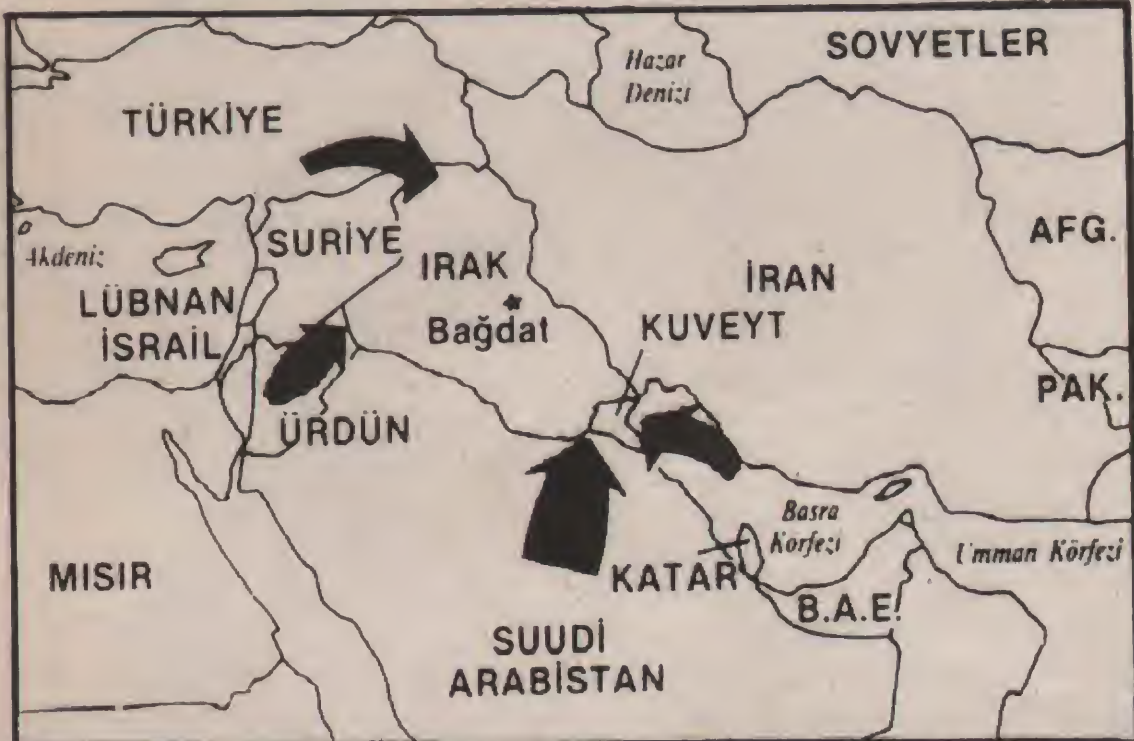 SOVYETLER
Hazar
Denizi
TÜRKİYE
AFG.
SURİYE
Akdeniz
IRAK
İRAN
LÜBNAN
Bağdat
KUVEYT
İSRAİL
PAK.
ÜRDÜN
Basra
Körfezi
Umman Körfezi
MISIR
KATAR
B.A.E.
SUUDİ
ARABİSTAN